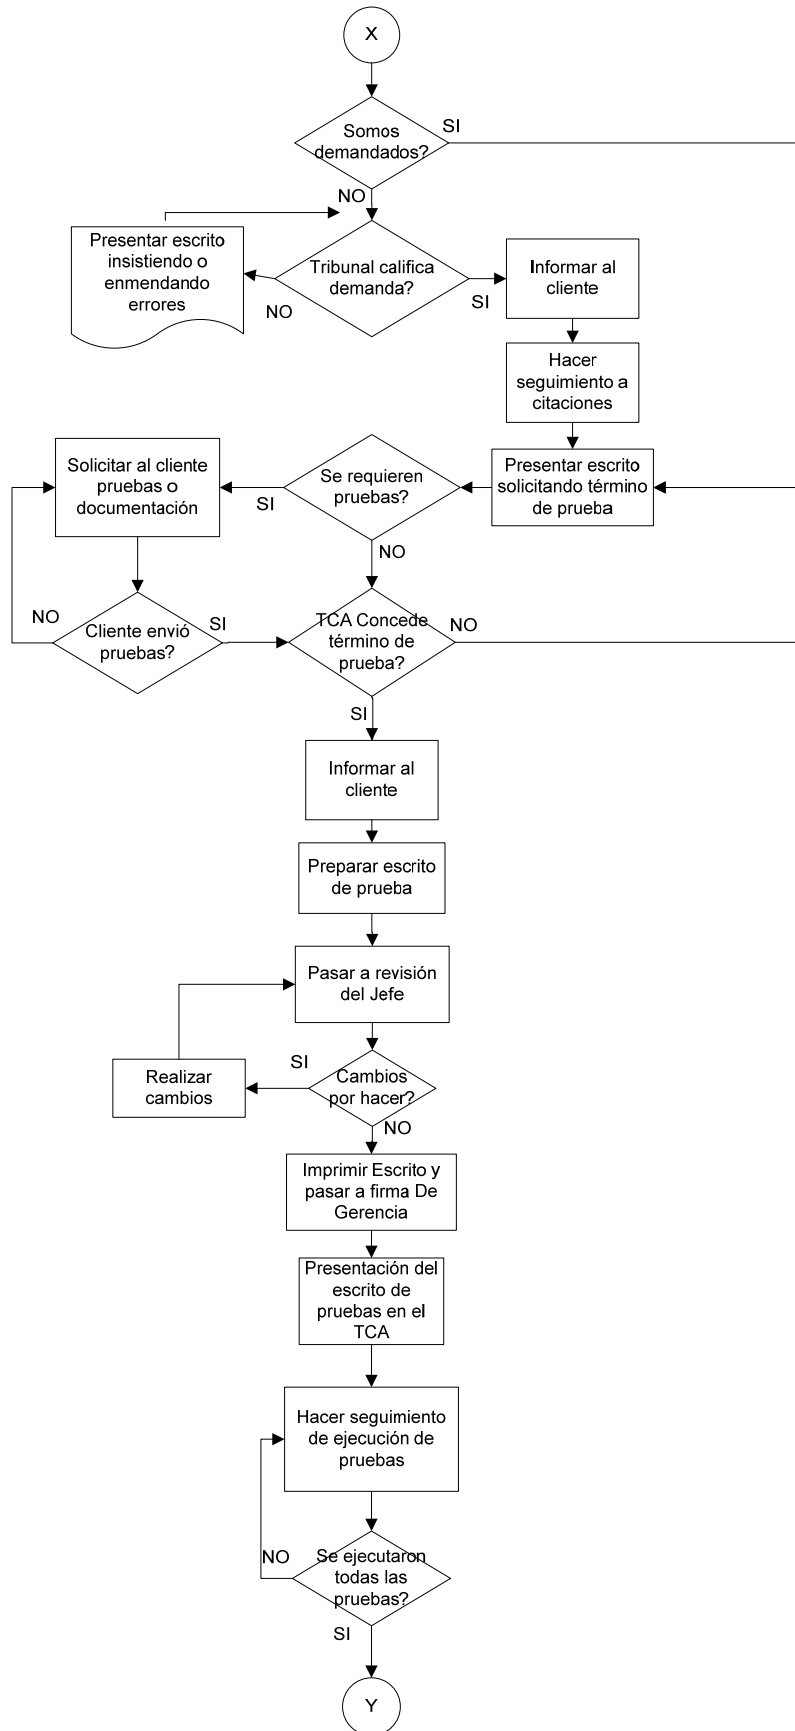 X
Somos
demandados?
SI
NO
Presentar escrito
insistiendo o
enmendando
errores
Tribunal califica
demanda?
NO
SI
Informar al
cliente
Hacer
seguimiento a
citaciones
Solicitar al cliente
pruebas o
documentación
SI
Se requieren
pruebas?
Presentar escrito
solicitando término
de prueba
NO
NO
Cliente envió
pruebas?
SI
TCA Concede
término de
prueba?
NO
SI
Informar al
cliente
Preparar escrito
de prueba
Pasar a revisión
del Jefe
Realizar
cambios
SI
Cambios
por hacer?
NO
Imprimir Escrito y
pasar a firma De
Gerencia
Presentación del
escrito de
pruebas en el
TCA
Hacer seguimiento
de ejecución de
pruebas
NO
Se ejecutaron
todas las
pruebas?
SI
Y